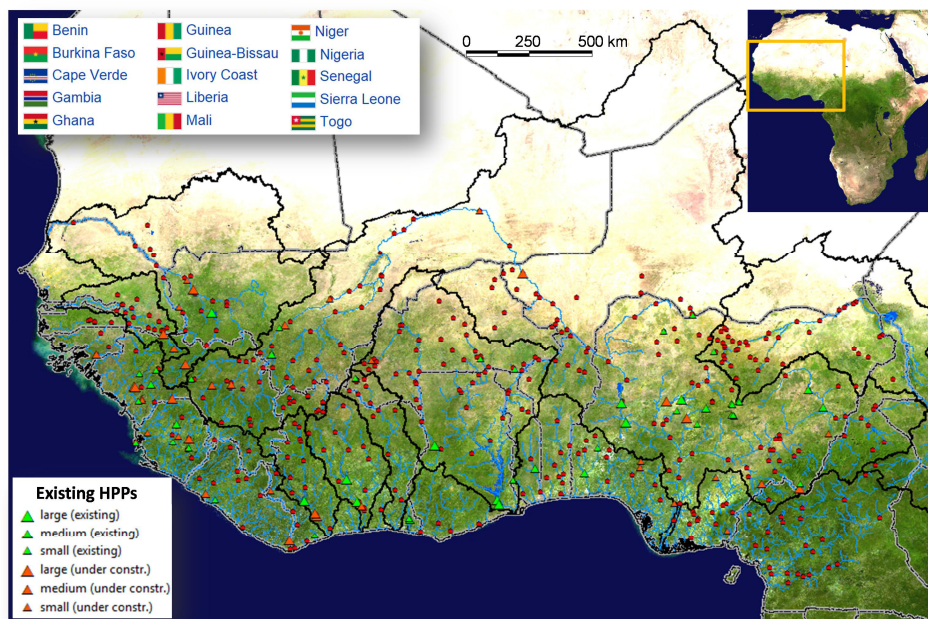 Benin
Guinea
Niger
Burkina Faso
Guinea-Bissau
Nigeria
Cape Verde
Ivory Coast
Senegal
Gambia
Liberia
Sierra Leone
Ghana
Mali
Togo
0 250 500 km
Existing HPPs
large (existing)
medium (existing)
small (existing)
large (under constr.)
medium (under constr.)
small (under constr.)